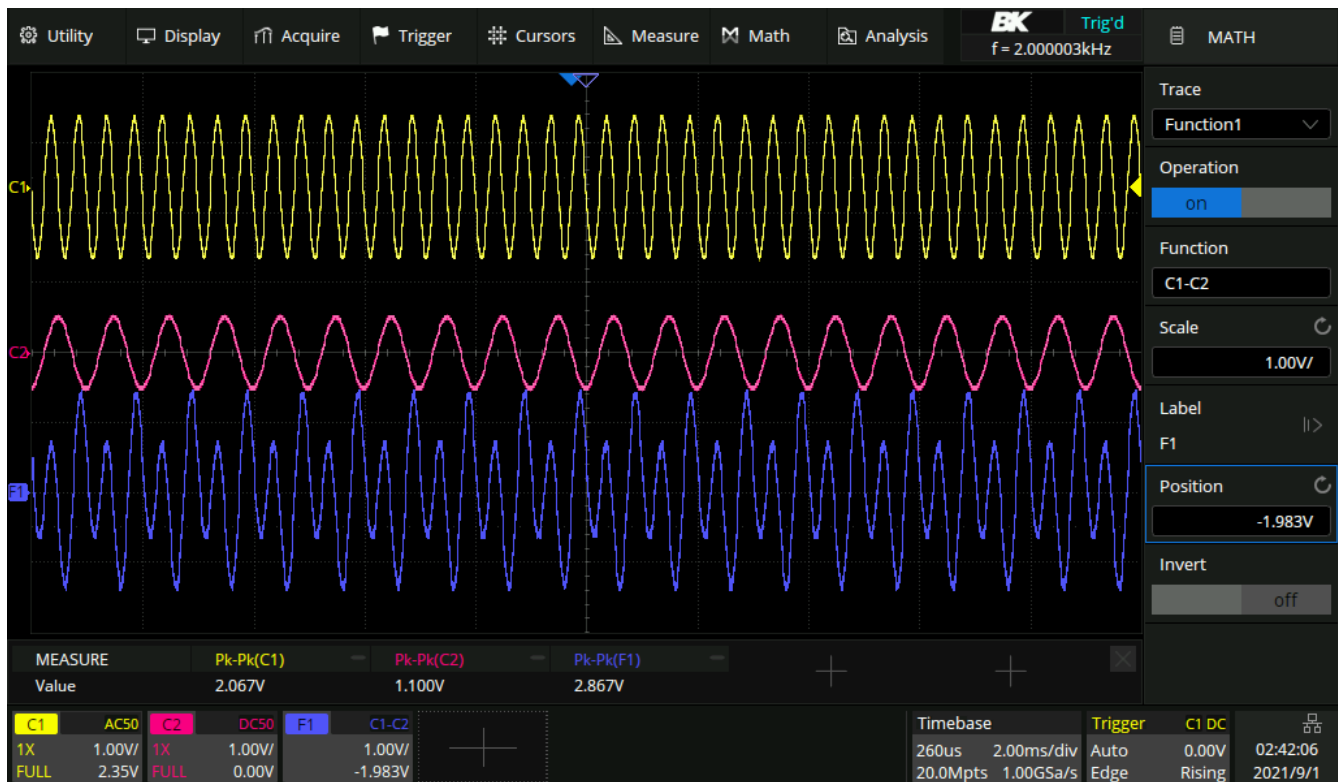 Utility
Display
Acquire
Trigger
Cursors
Measure
Math
Analysis
BK
Trig'd
f = 2.000003kHz
MATH
Trace
Function1
Operation
on
Function
C1-C2
Scale
1.00V/
Label
F1
Position
-1.983V
Invert
off
C1
C2
F1
MEASURE Pk-Pk(C1) Pk-Pk(C2) Pk-Pk(F1)
Value 2.067V 1.100V 2.867V
C1 AC50
1X 1.00V/
FULL 2.35V
C2 DC50
1X 1.00V/
FULL 0.00V
F1 C1-C2
1.00V/
-1.983V
Timebase
260us 2.00ms/div
20.0Mpts 1.00GSa/s
Trigger C1 DC
Auto 0.00V
Edge Rising
02:42:06
2021/9/1